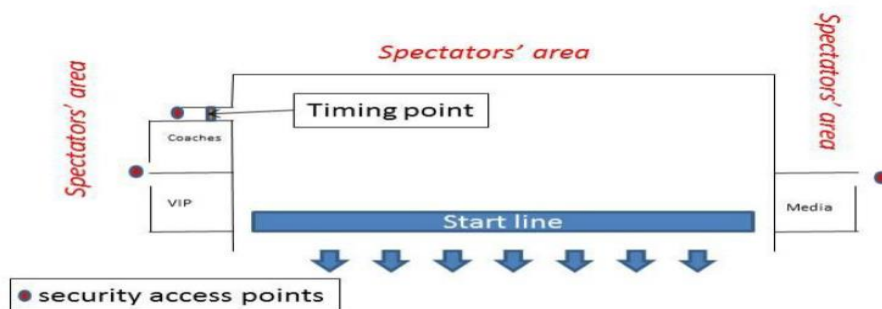 Spectators' area
Spectators' area
Spectators' area
Timing point
Coaches
VIP
Start line
Media
security access points